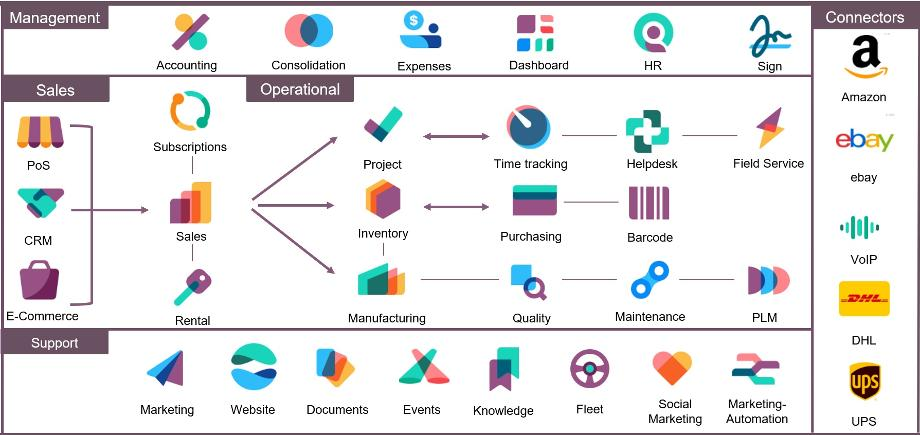 Management
Accounting
Consolidation
$
Expenses
Dashboard
HR
Sign
Connectors
a
Amazon
ebay
ebay
VoIP
DHL
DHL
ups
UPS
Sales
PoS
CRM
E-Commerce
Subscriptions
Sales
Rental
Operational
Project
Time tracking
Helpdesk
Field Service
Inventory
Purchasing
Barcode
Manufacturing
Quality
Maintenance
PLM
Support
Marketing
Website
Documents
Events
Knowledge
Fleet
Social
Marketing
Marketing-
Automation